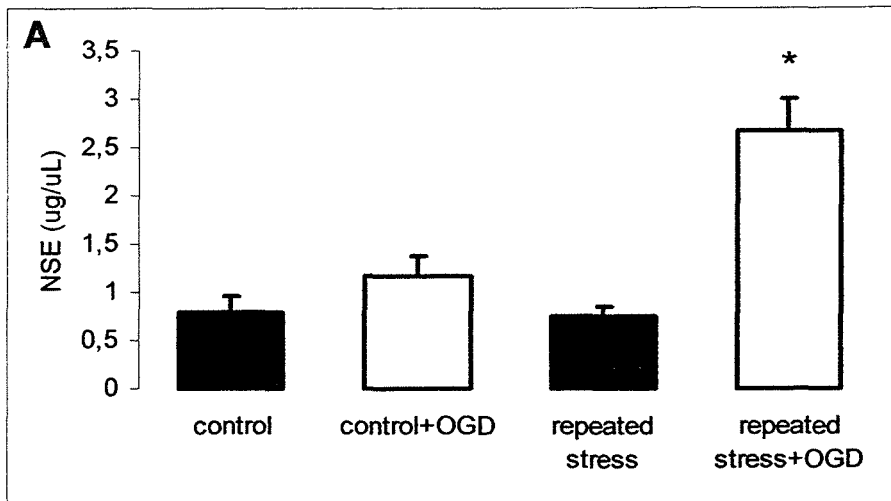 A
3,5
*
3
2,5
2
1,5
1
0,5
0
NSE (ug/uL)
control
control+OGD
repeated
stress
repeated
stress+OGD